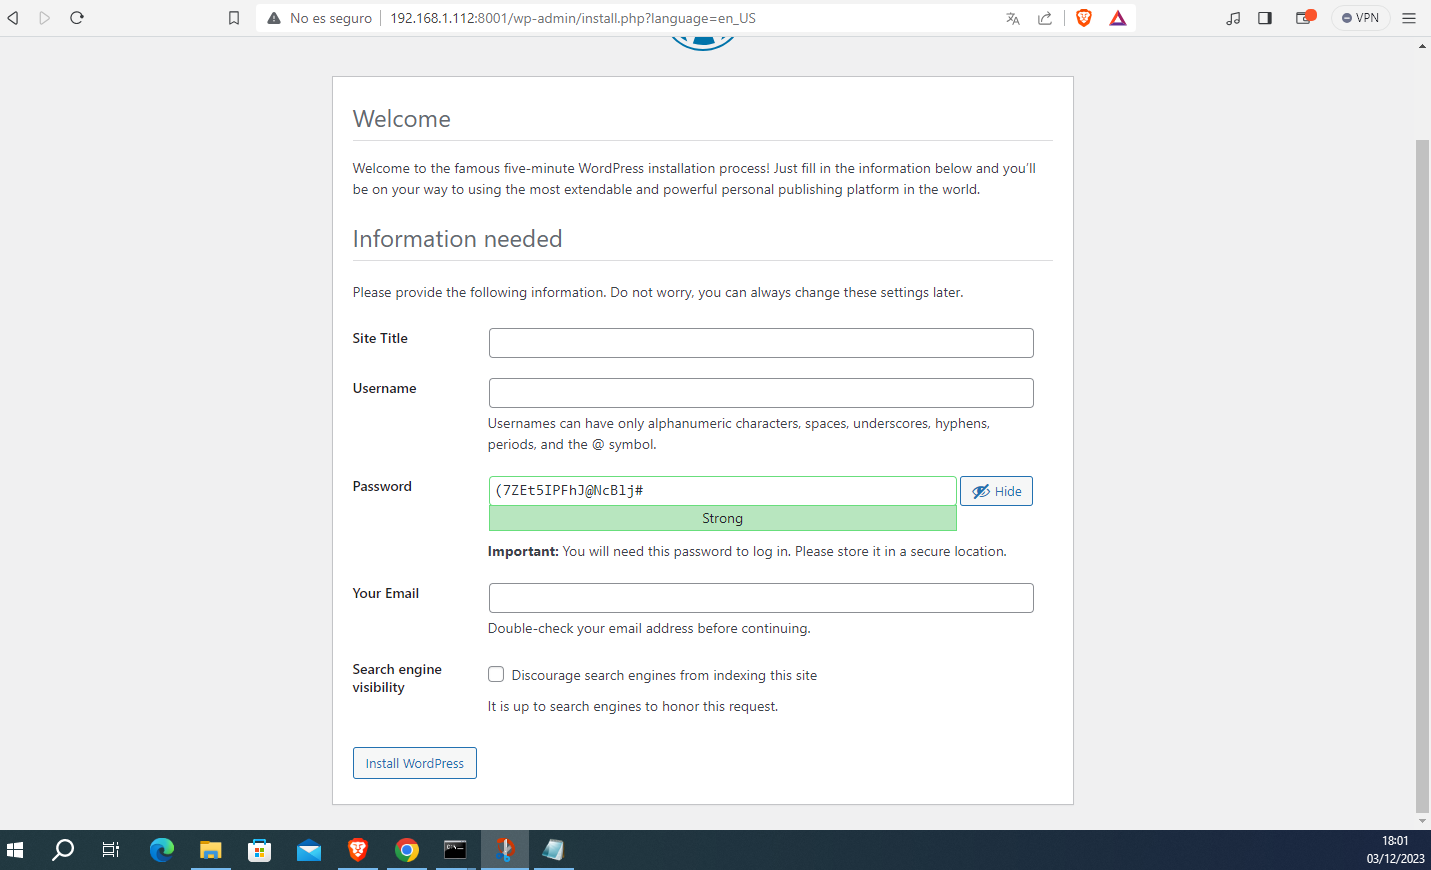 No es seguro 192.168.1.112:8001/wp-admin/install.php?language=en_US VPN
Welcome
Welcome to the famous five-minute WordPress installation process! Just fill in the information below and you'll
be on your way to using the most extendable and powerful personal publishing platform in the world.
Information needed
Please provide the following information. Do not worry, you can always change these settings later.
Site Title
Username
Usernames can have only alphanumeric characters, spaces, underscores, hyphens,
periods, and the @ symbol.
Password (7ZEt5IPFhJ@NcBlj# Hide
Strong
Important: You will need this password to log in. Please store it in a secure location.
Your Email
Double-check your email address before continuing.
Search engine
visibility
Discourage search engines from indexing this site
It is up to search engines to honor this request.
Install WordPress
18:01
03/12/2023